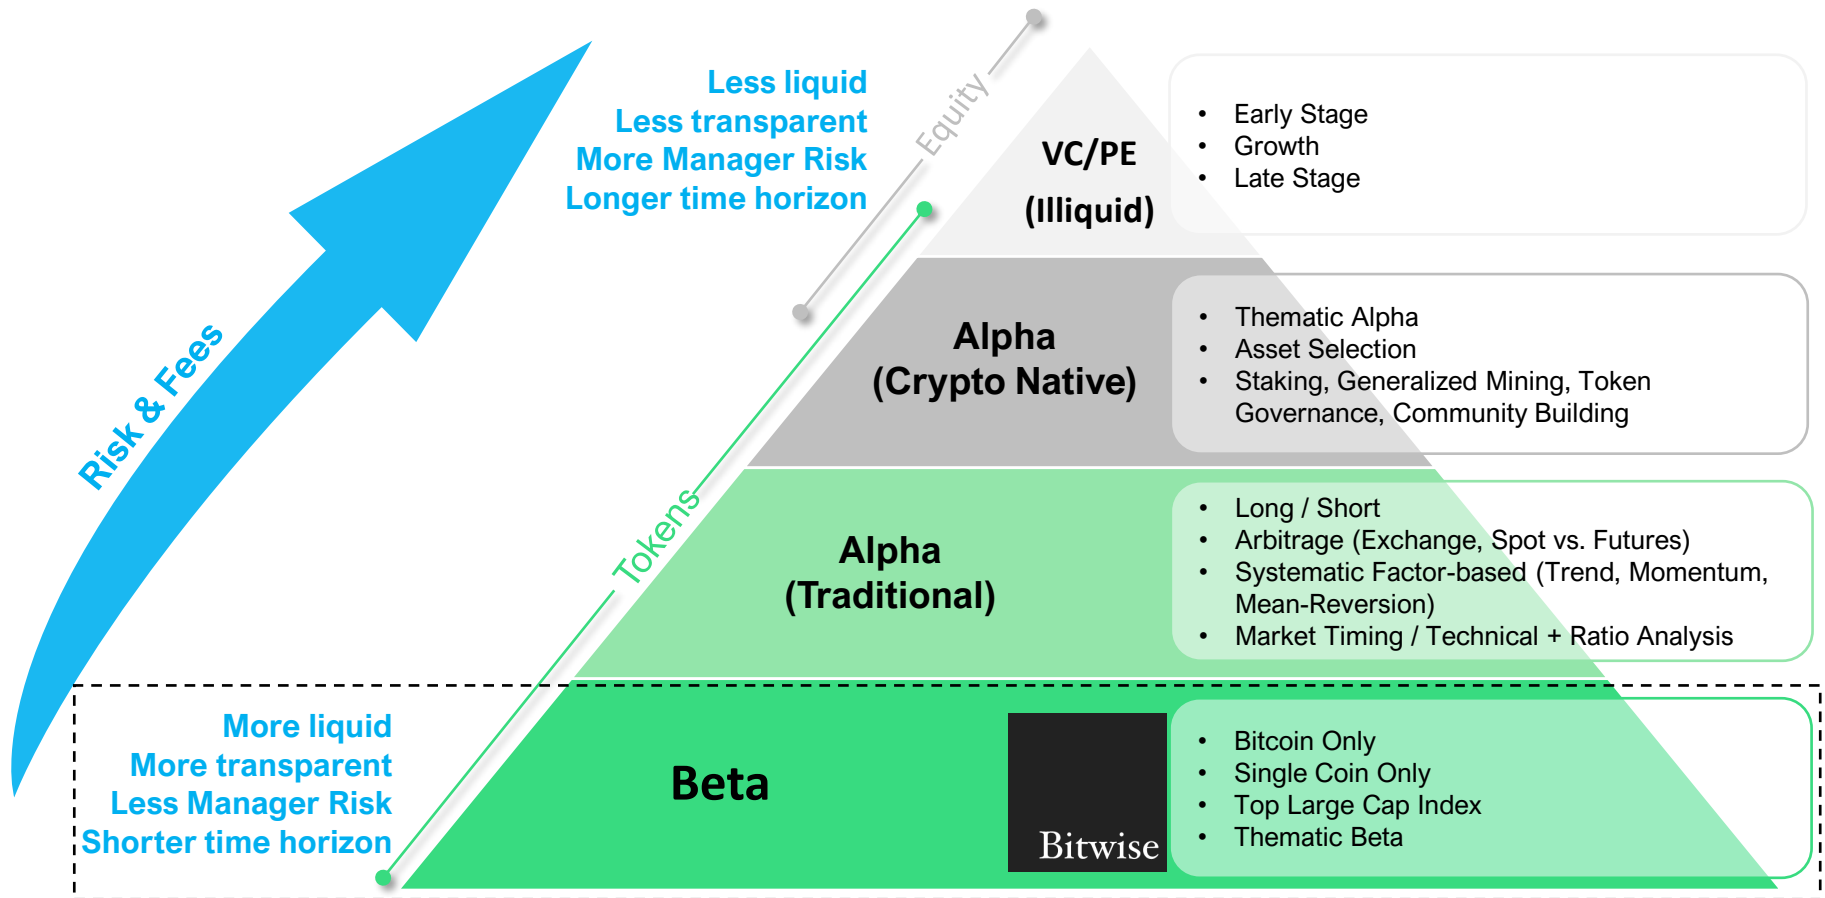 Less liquid
Less transparent
More Manager Risk
Longer time horizon
Equity
VC/PE
(Illiquid)
• Early Stage
• Growth
• Late Stage
Risk & Fees
Alpha
(Crypto Native)
• Thematic Alpha
• Asset Selection
• Staking, Generalized Mining, Token
Governance, Community Building
Tokens
Alpha
(Traditional)
• Long / Short
• Arbitrage (Exchange, Spot vs. Futures)
• Systematic Factor-based (Trend, Momentum,
Mean-Reversion)
• Market Timing / Technical + Ratio Analysis
More liquid
More transparent
Less Manager Risk
Shorter time horizon
Beta
Bitwise
• Bitcoin Only
• Single Coin Only
• Top Large Cap Index
• Thematic Beta